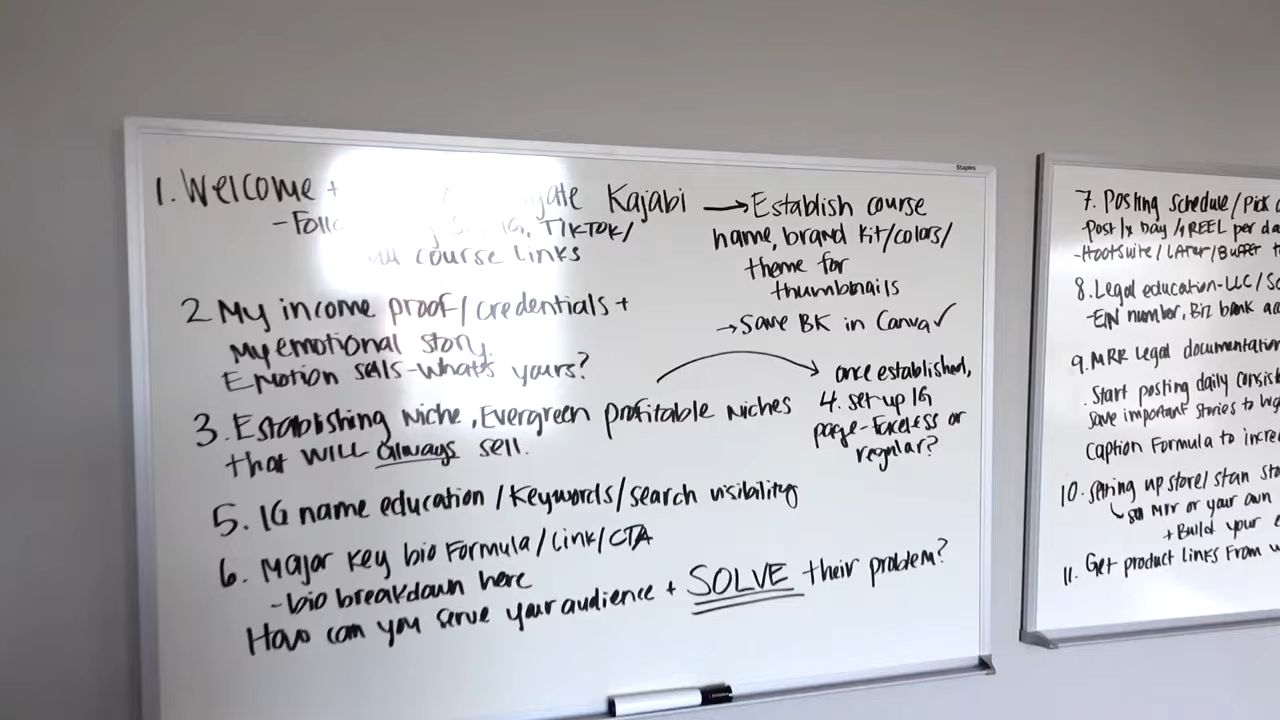 Staples
1. Welcome + Kajabi → Establish course
name, brand kit/colors/
theme for
thumbnails
→ Save BK in Canva ✓
- TIKTOK/
course links
2 My income proof/credentials +
My emotional story.
Emotion sells - what's yours?
3. Establishing Niche, Evergreen profitable niches
that WILL always sell.
once established,
4. set up IG
page - Faceless or
regular?
5. IG name education / Keywords / search visibility
6. Major Key bio Formula / Link / CTA
- bio breakdown here
How can you serve your audience + SOLVE their problem?
7. Posting Schedule / Pick
- Post 1x day / 1 REEL per
- Hootsuite / Later / Buffer
8. Legal education - LLC /
- EIN number, Biz bank
9. MRR Legal documentation
. Start posting daily
save important stories to
Caption Formula to
10. setting up store / Stan
MRR or your own
+ Build your
11. Get product links From